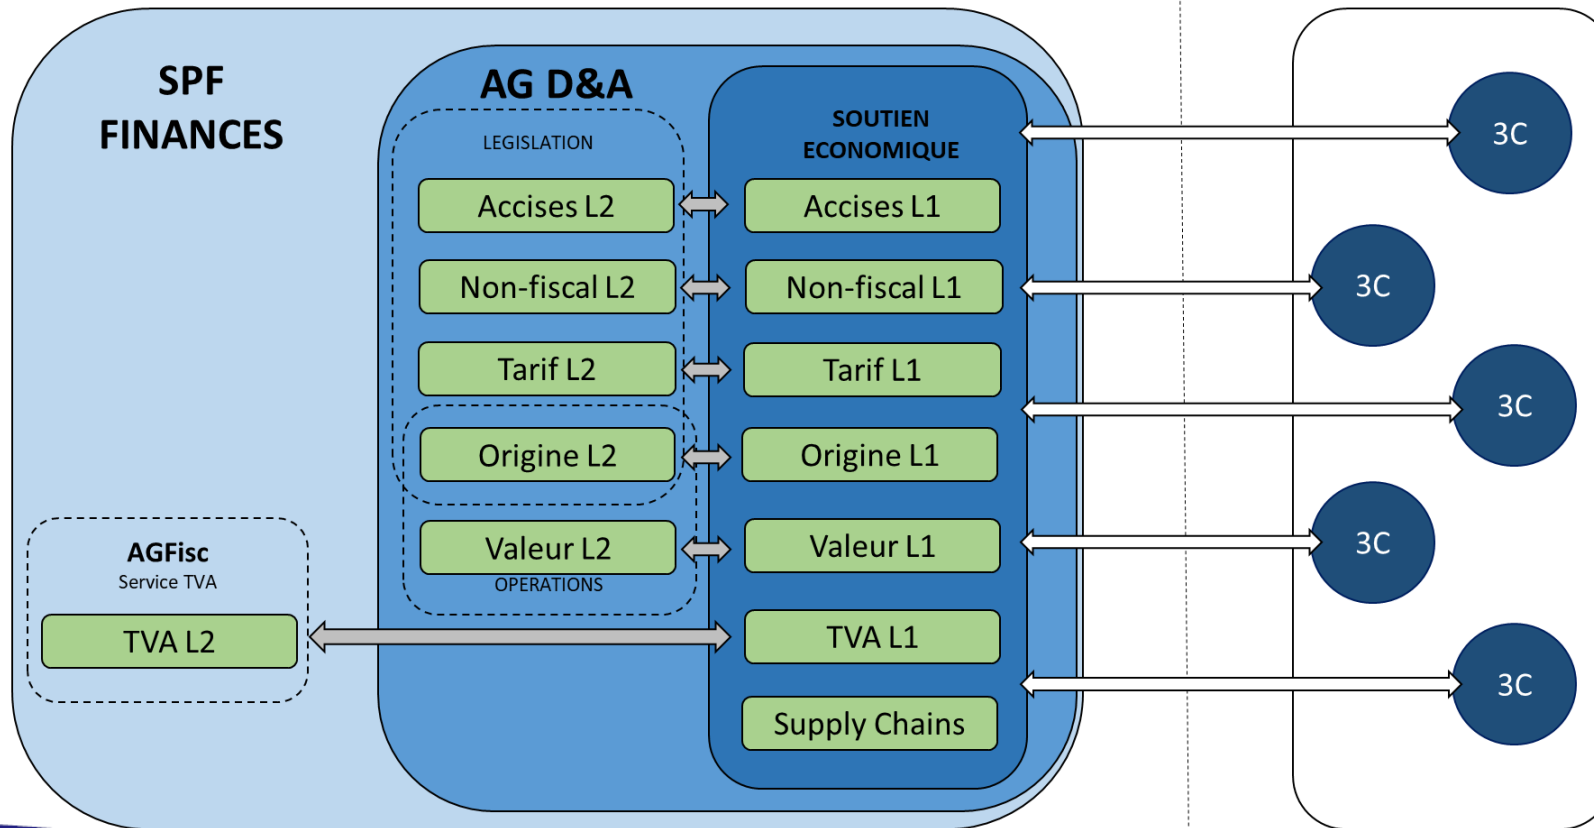 SPF
FINANCES
AG D&A
LEGISLATION
SOUTIEN
ECONOMIQUE
Accises L2
Accises L1
Non-fiscal L2
Non-fiscal L1
Tarif L2
Tarif L1
Origine L2
Origine L1
Valeur L2
Valeur L1
OPERATIONS
AGFisc
Service TVA
TVA L2
TVA L1
Supply Chains
3C
3C
3C
3C
3C